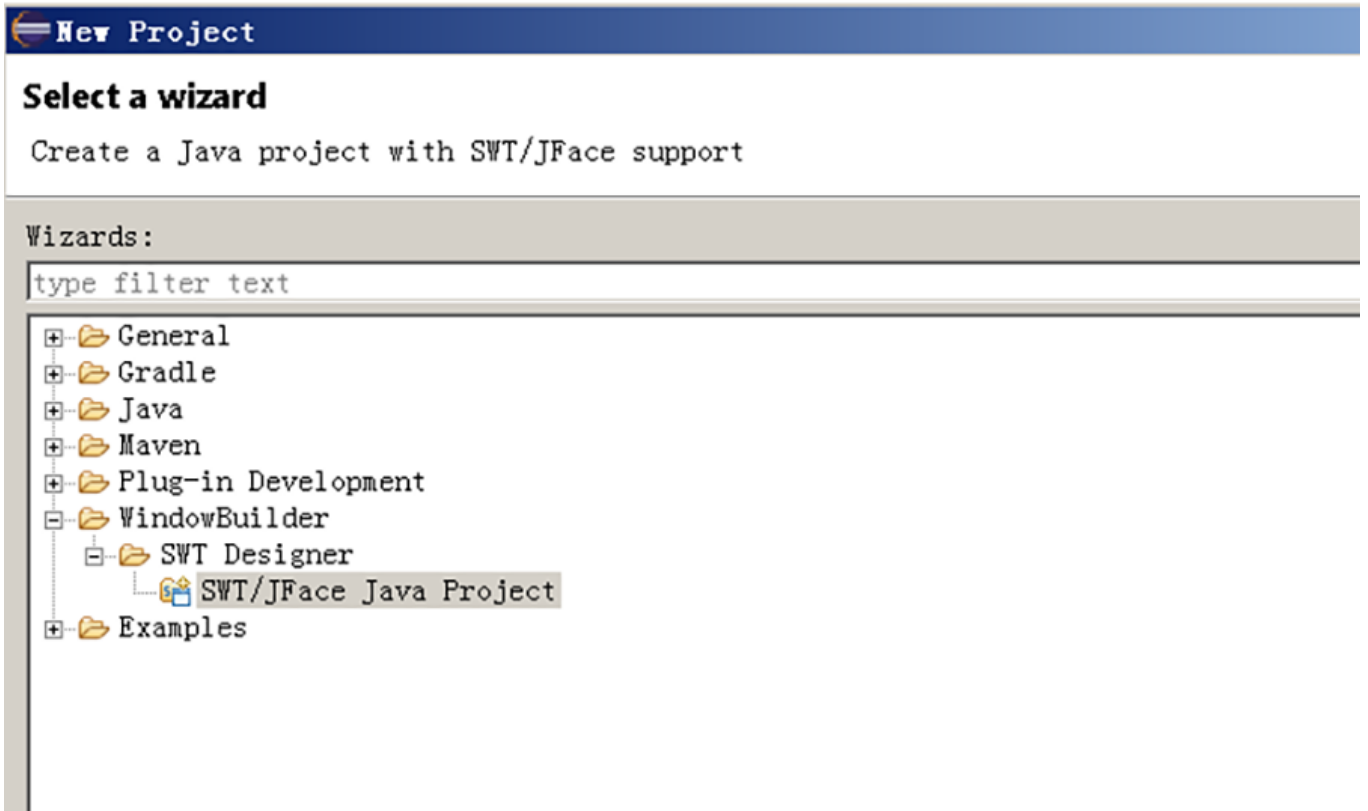 New Project
Select a wizard
Create a Java project with SWT/JFace support
Wizards:
type filter text
General
Gradle
Java
Maven
Plug-in Development
WindowBuilder
SWT Designer
SWT/JFace Java Project
Examples